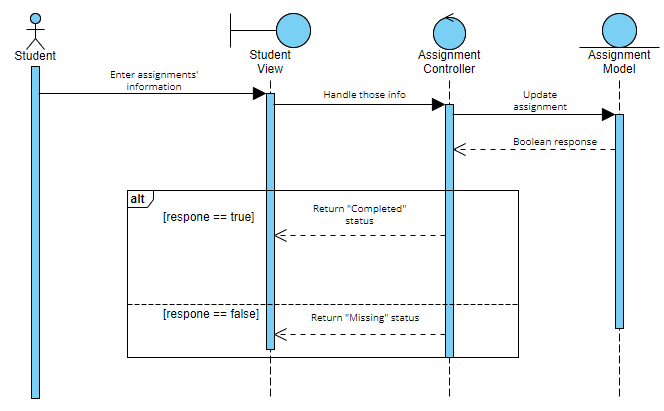 Student
Student
View
Assignment
Controller
Assignment
Model
Enter assignments'
information
Handle those info
Update
assignment
Boolean response
alt
[respone == true]
Return "Completed"
status
[respone == false]
Return "Missing" status